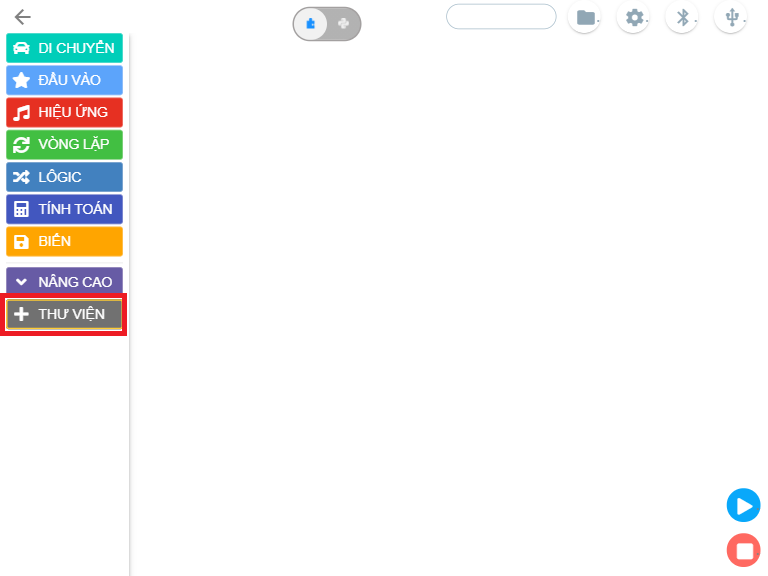 DI CHUYỂN
ĐẦU VÀO
HIỆU ỨNG
VÒNG LẶP
LÔGIC
TÍNH TOÁN
BIẾN
NÂNG CAO
THƯ VIỆN